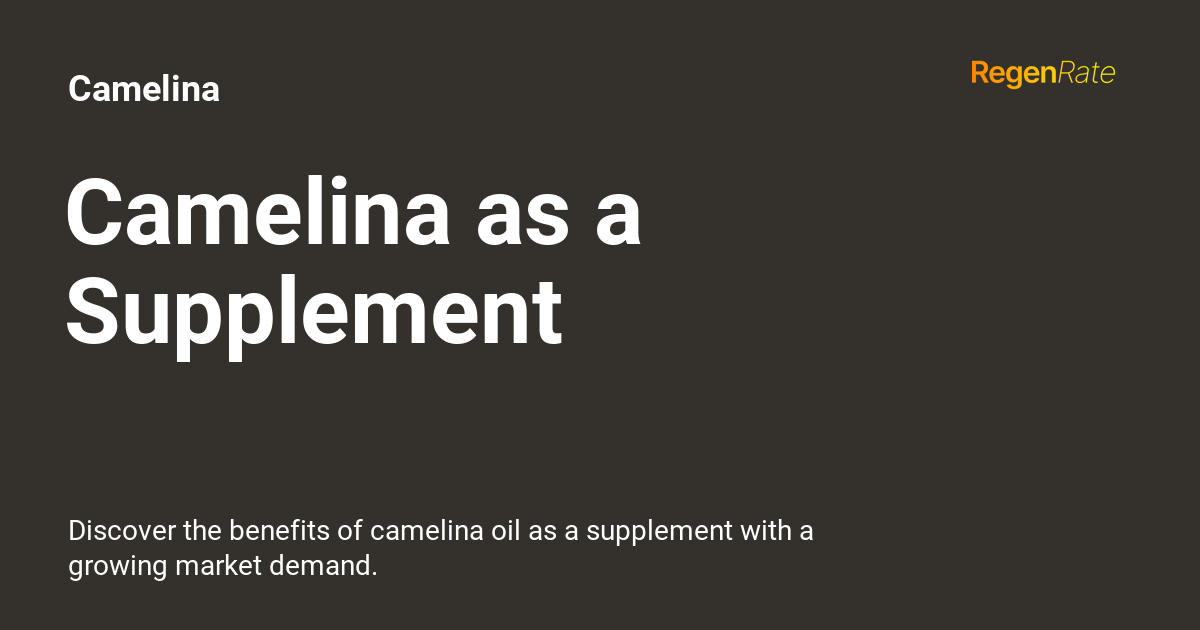 Camelina
RegenRate
Camelina as a
Supplement
Discover the benefits of camelina oil as a supplement with a
growing market demand.